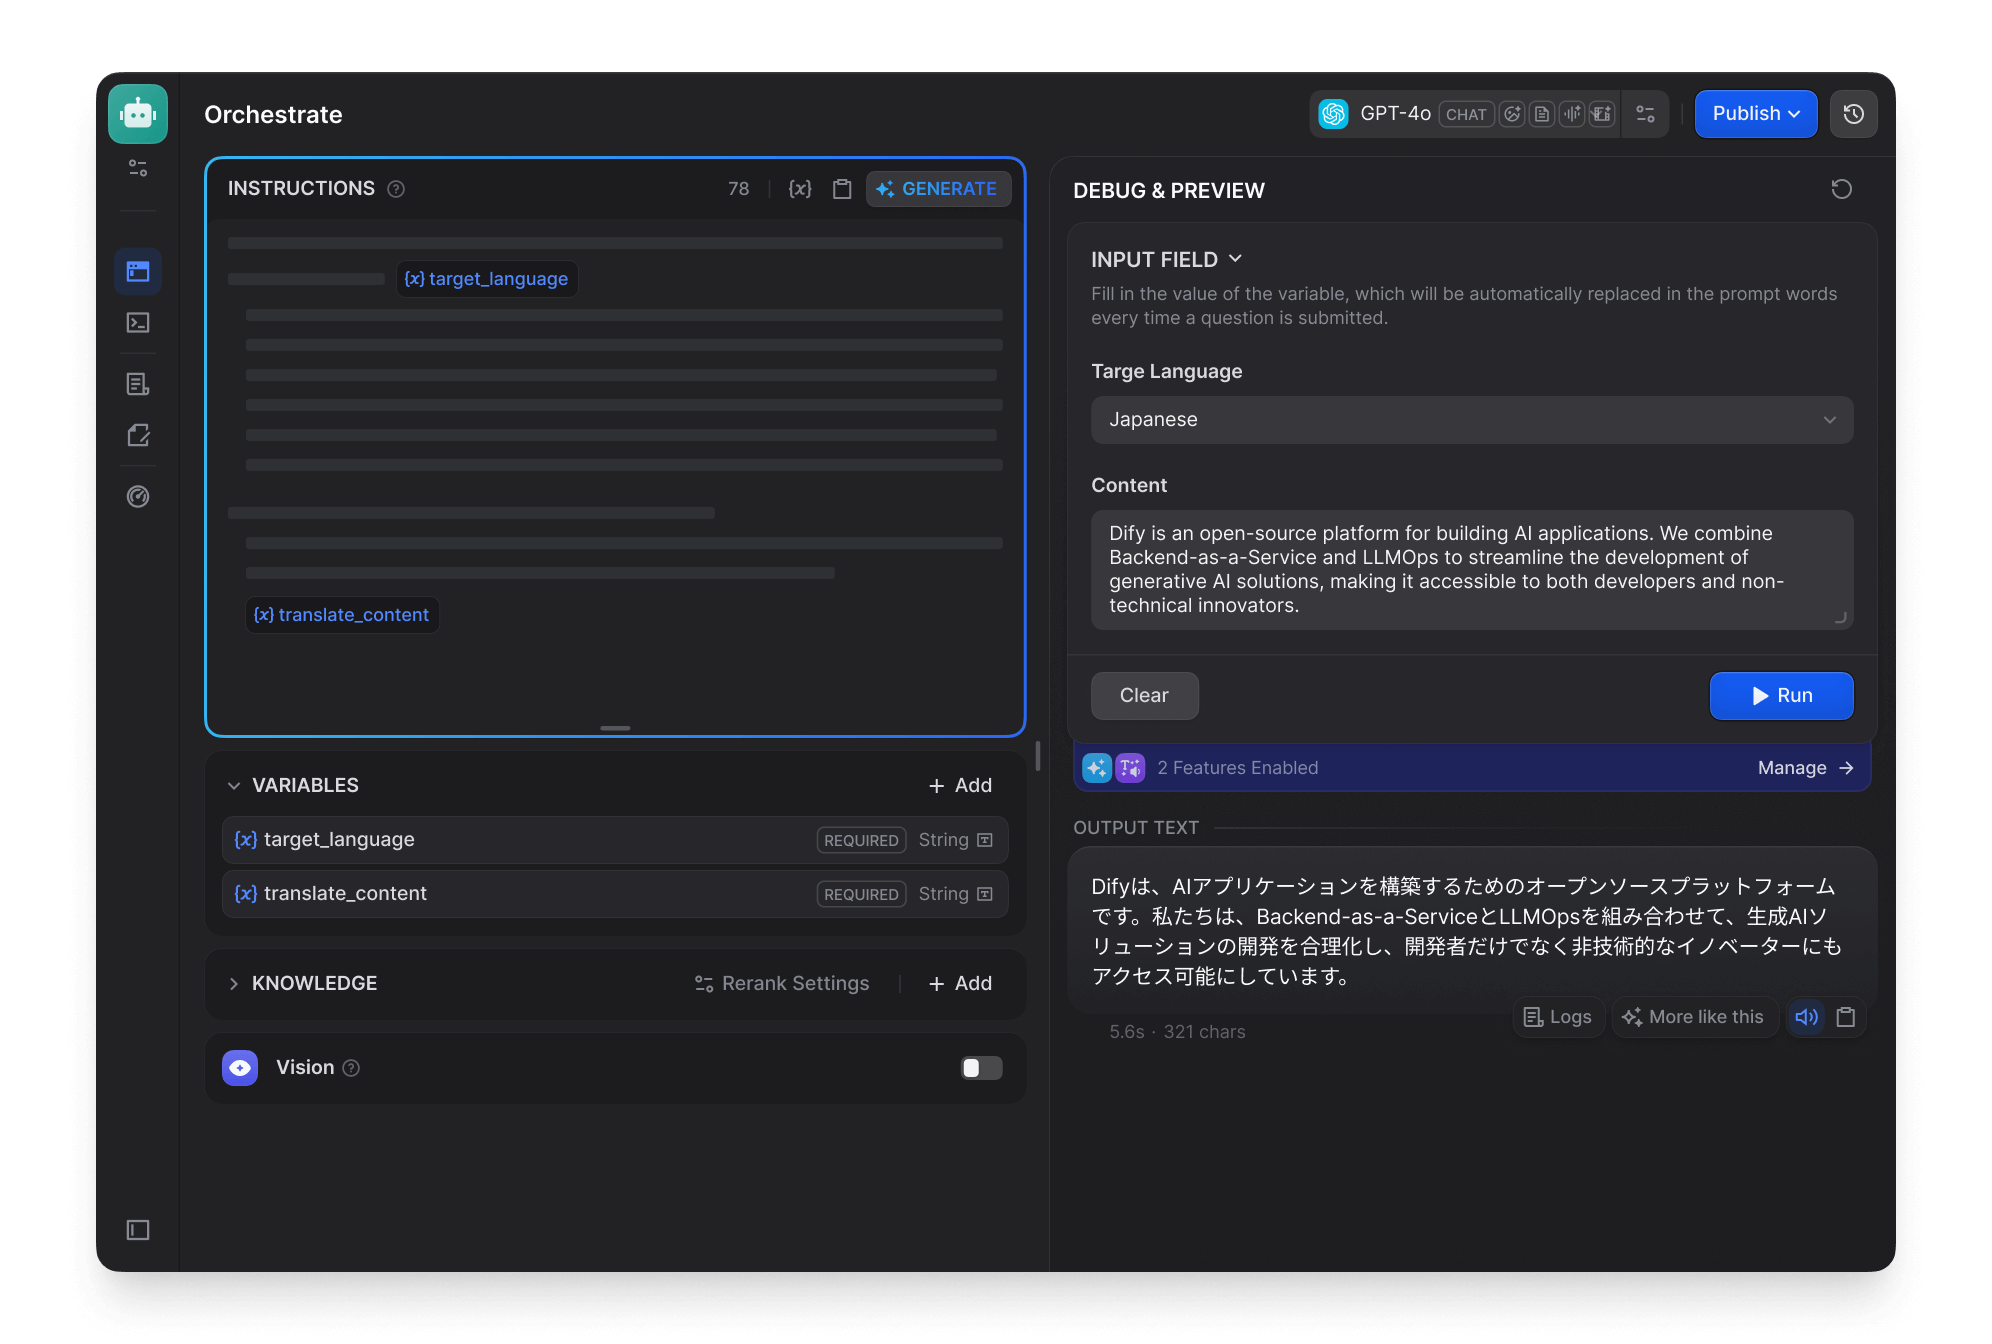 Orchestrate
GPT-4o CHAT
Publish
INSTRUCTIONS
78
{x}
GENERATE
{x} target_language
{x} translate_content
VARIABLES
+ Add
{x} target_language REQUIRED String
{x} translate_content REQUIRED String
KNOWLEDGE
Rerank Settings
+ Add
Vision
DEBUG & PREVIEW
INPUT FIELD
Fill in the value of the variable, which will be automatically replaced in the prompt words
every time a question is submitted.
Targe Language
Japanese
Content
Dify is an open-source platform for building AI applications. We combine
Backend-as-a-Service and LLMOps to streamline the development of
generative AI solutions, making it accessible to both developers and non-
technical innovators.
Clear
Run
2 Features Enabled
Manage →
OUTPUT TEXT
Difyは、AIアプリケーションを構築するためのオープンソースプラットフォーム
です。私たちは、Backend-as-a-ServiceとLLMOpsを組み合わせて、生成AIソ
リューションの開発を合理化し、開発者だけでなく非技術的なイノベーターにも
アクセス可能にしています。
5.6s · 321 chars
Logs
More like this